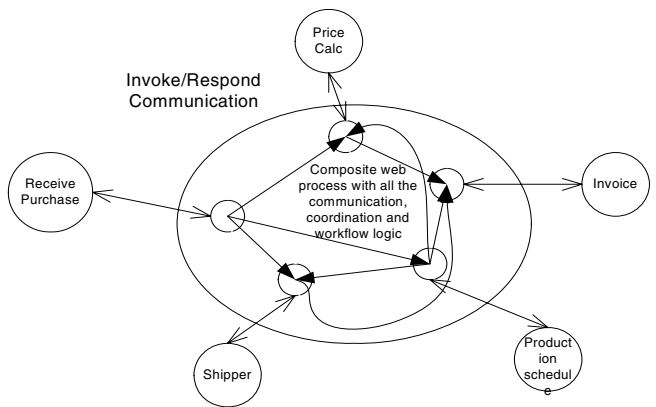 Price
Calc
Invoke/Respond
Communication
Composite web
process with all the
communication,
coordination and
workflow logic
Receive
Purchase
Invoice
Shipper
Product
ion
schedul
e